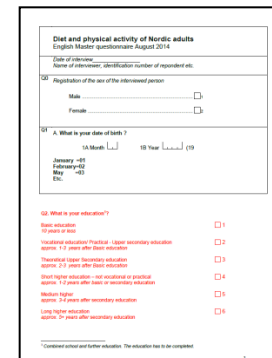 Diet and physical activity of Nordic adults
English Master questionnaire August 2014
Date of interview
Name of interviewer, identification number of repondent etc.
Q0 Registration of the sex of the interviewed person
Male 1
Female 2
Q1 A. What is your date of birth ?
1A Month 1B Year (19
January =01
February=02
May =03
Etc.
Q2. What is your education¹?
Basic education 1
10 years or less
Vocational education/ Practical - Upper secondary education 2
approx. 1-3 years after Basic education
Theoretical Upper Secondary education 3
approx. 2-3 years after Basic education
Short higher education – not vocational or practical 4
approx. 1-2 years after basic or secondary education
Medium higher 5
approx. 3-4 years after secondary education
Long higher education 6
approx. 5+ years after secondary education
¹ Combined school and further education. The education has to be completed.